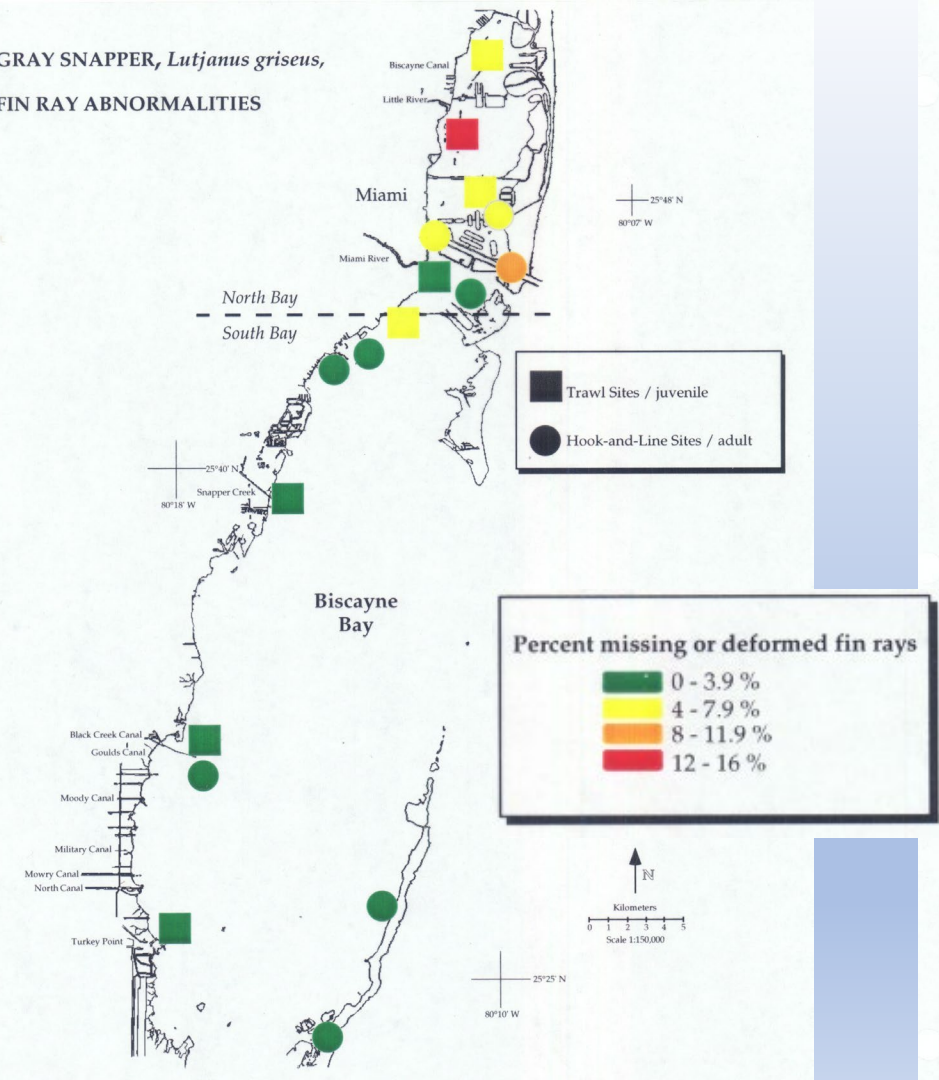 GRAY SNAPPER, Lutjanus griseus,
FIN RAY ABNORMALITIES
Biscayne Canal
Little River
Miami
25°48' N
80°07' W
Miami River
North Bay
South Bay
Trawl Sites / juvenile
Hook-and-Line Sites / adult
25°40' N
80°18' W
Snapper Creek
Biscayne
Bay
Percent missing or deformed fin rays
0 - 3.9 %
4 - 7.9 %
8 - 11.9 %
12 - 16 %
Black Creek Canal
Goulds Canal
Moody Canal
Military Canal
Mowry Canal
North Canal
Turkey Point
N
Kilometers
0 1 2 3 4 5
Scale 1:150,000
25°25' N
80°10' W